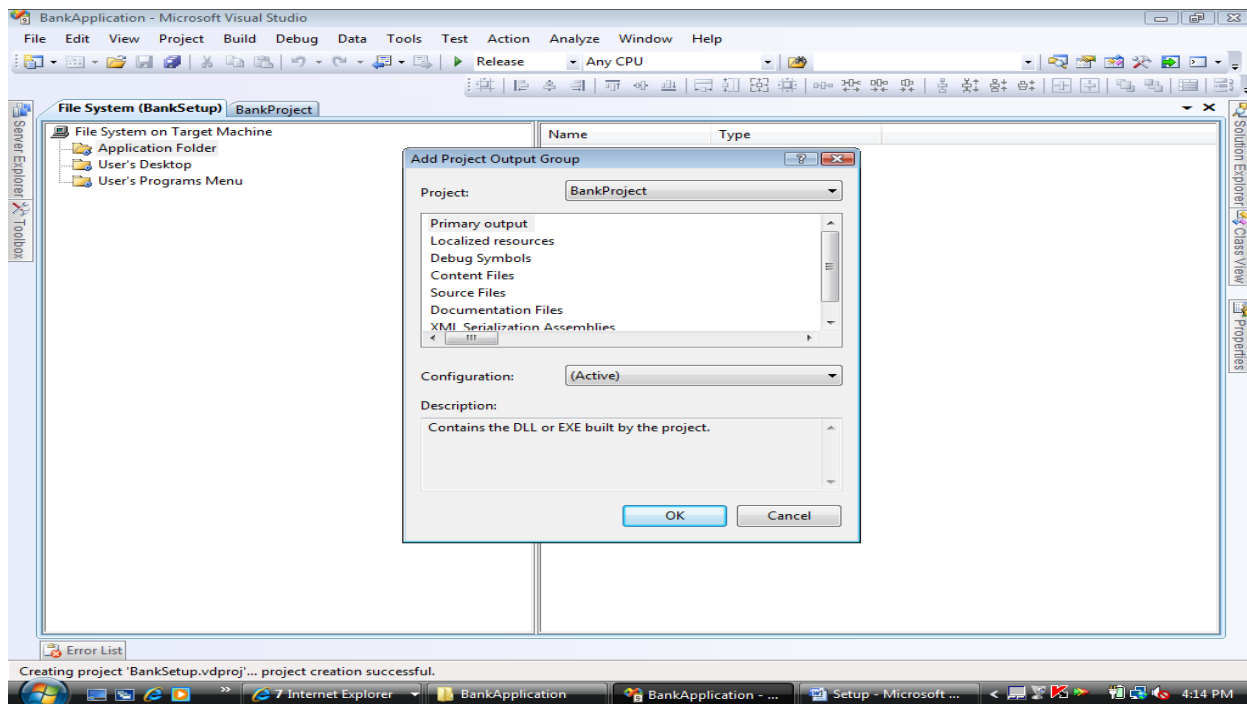 BankApplication - Microsoft Visual Studio
File Edit View Project Build Debug Data Tools Test Action Analyze Window Help
Release Any CPU
File System (BankSetup) BankProject
Server Explorer
Toolbox
File System on Target Machine
Application Folder
User's Desktop
User's Programs Menu
Name Type
Add Project Output Group
Project: BankProject
Primary output
Localized resources
Debug Symbols
Content Files
Source Files
Documentation Files
XML Serialization Assemblies
Configuration: (Active)
Description:
Contains the DLL or EXE built by the project.
OK Cancel
Solution Explorer
Class View
Properties
Error List
Creating project 'BankSetup.vdproj'... project creation successful.
7 Internet Explorer BankApplication BankApplication - ... Setup - Microsoft ... 4:14 PM